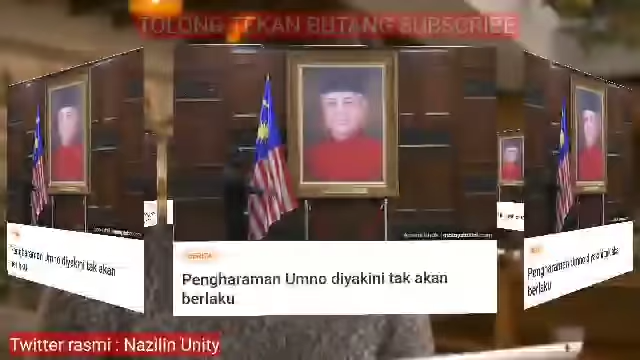 TOLONG TEKAN BUTANG SUBSCRIBE
BERITA
Pengharaman Umno diyakini tak akan
berlaku
Pengharaman Umno diyakini tak akan
berlaku
Pengharaman Umno diyakini tak akan
berlaku
Twitter rasmi : Nazilin Unity